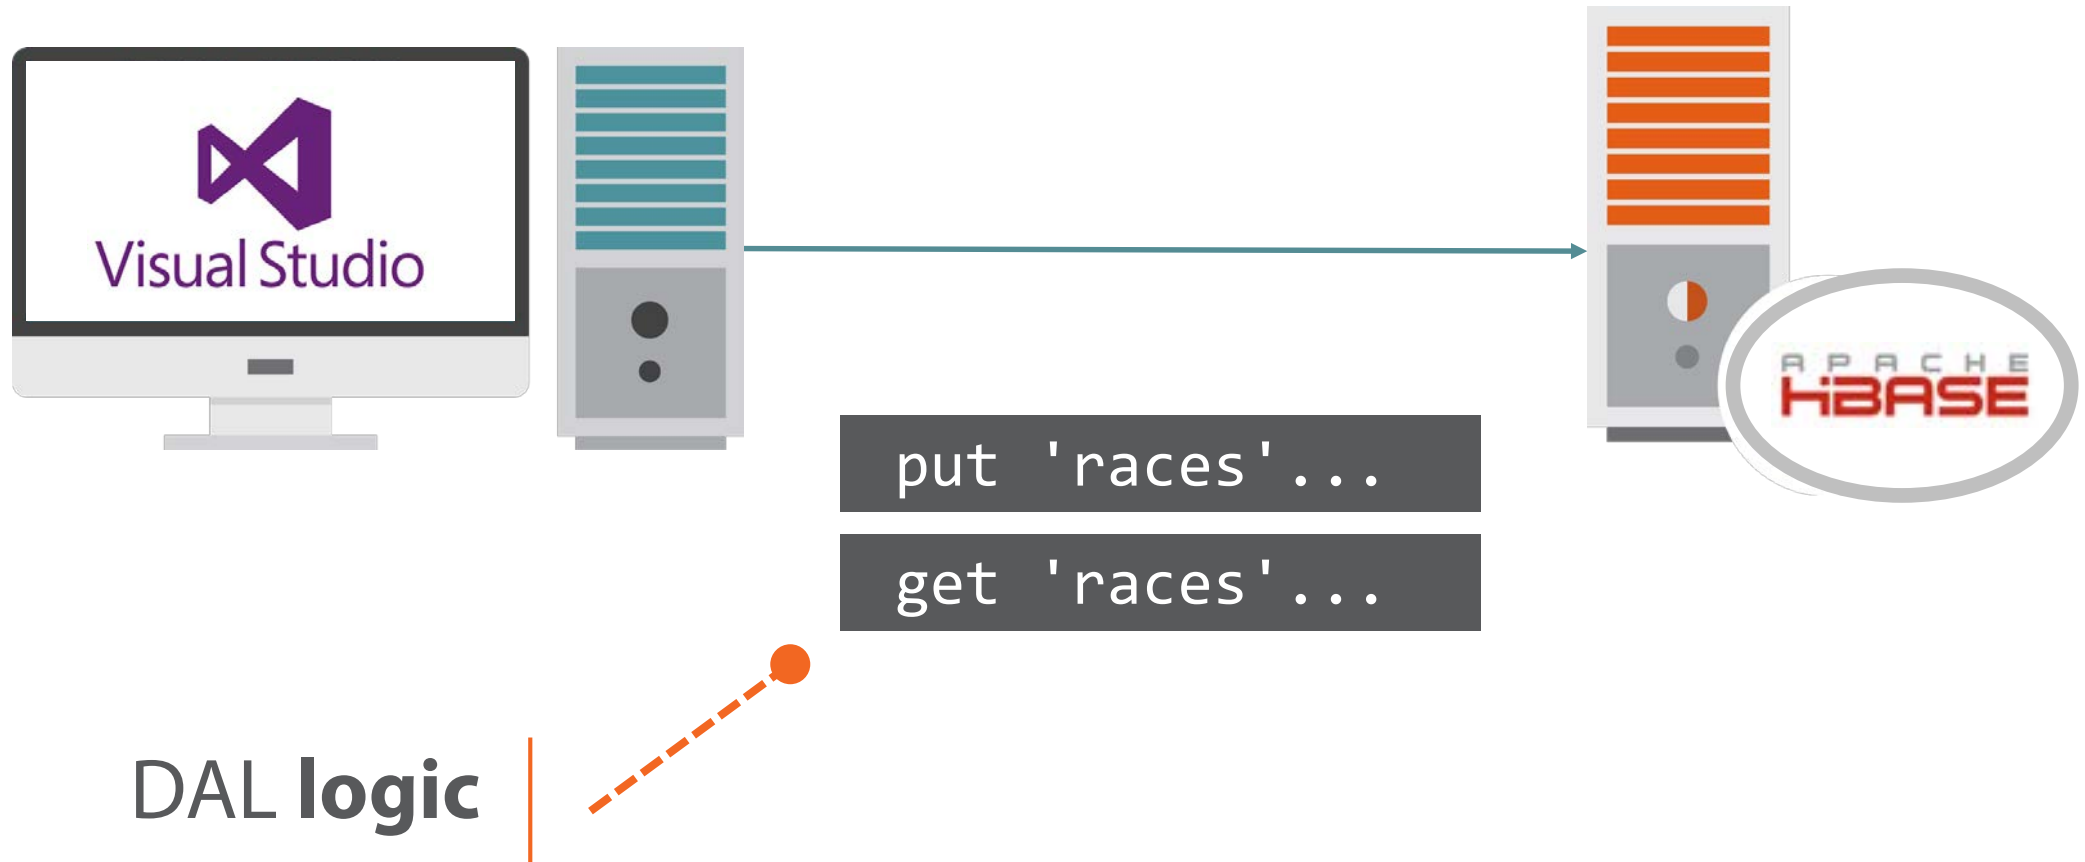 Visual Studio
APACHE
HBASE
put 'races'...
get 'races'...
DAL logic